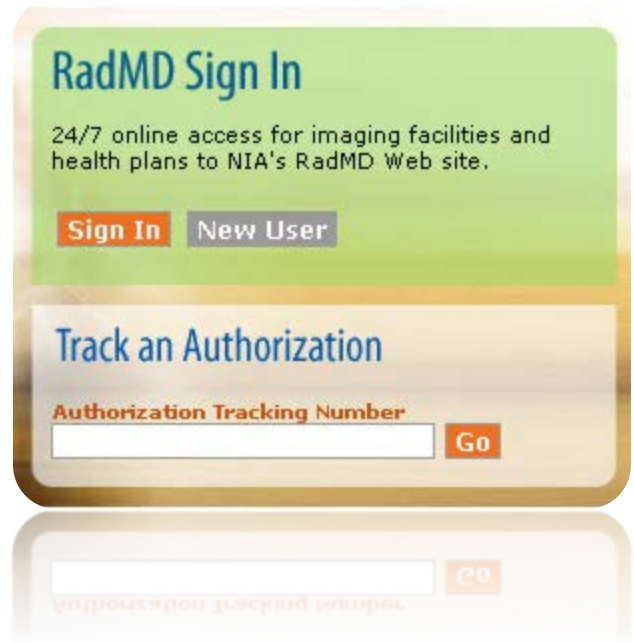 RadMD Sign In
24/7 online access for imaging facilities and
health plans to NIA's RadMD Web site.
Sign In New User
Track an Authorization
Authorization Tracking Number
Go